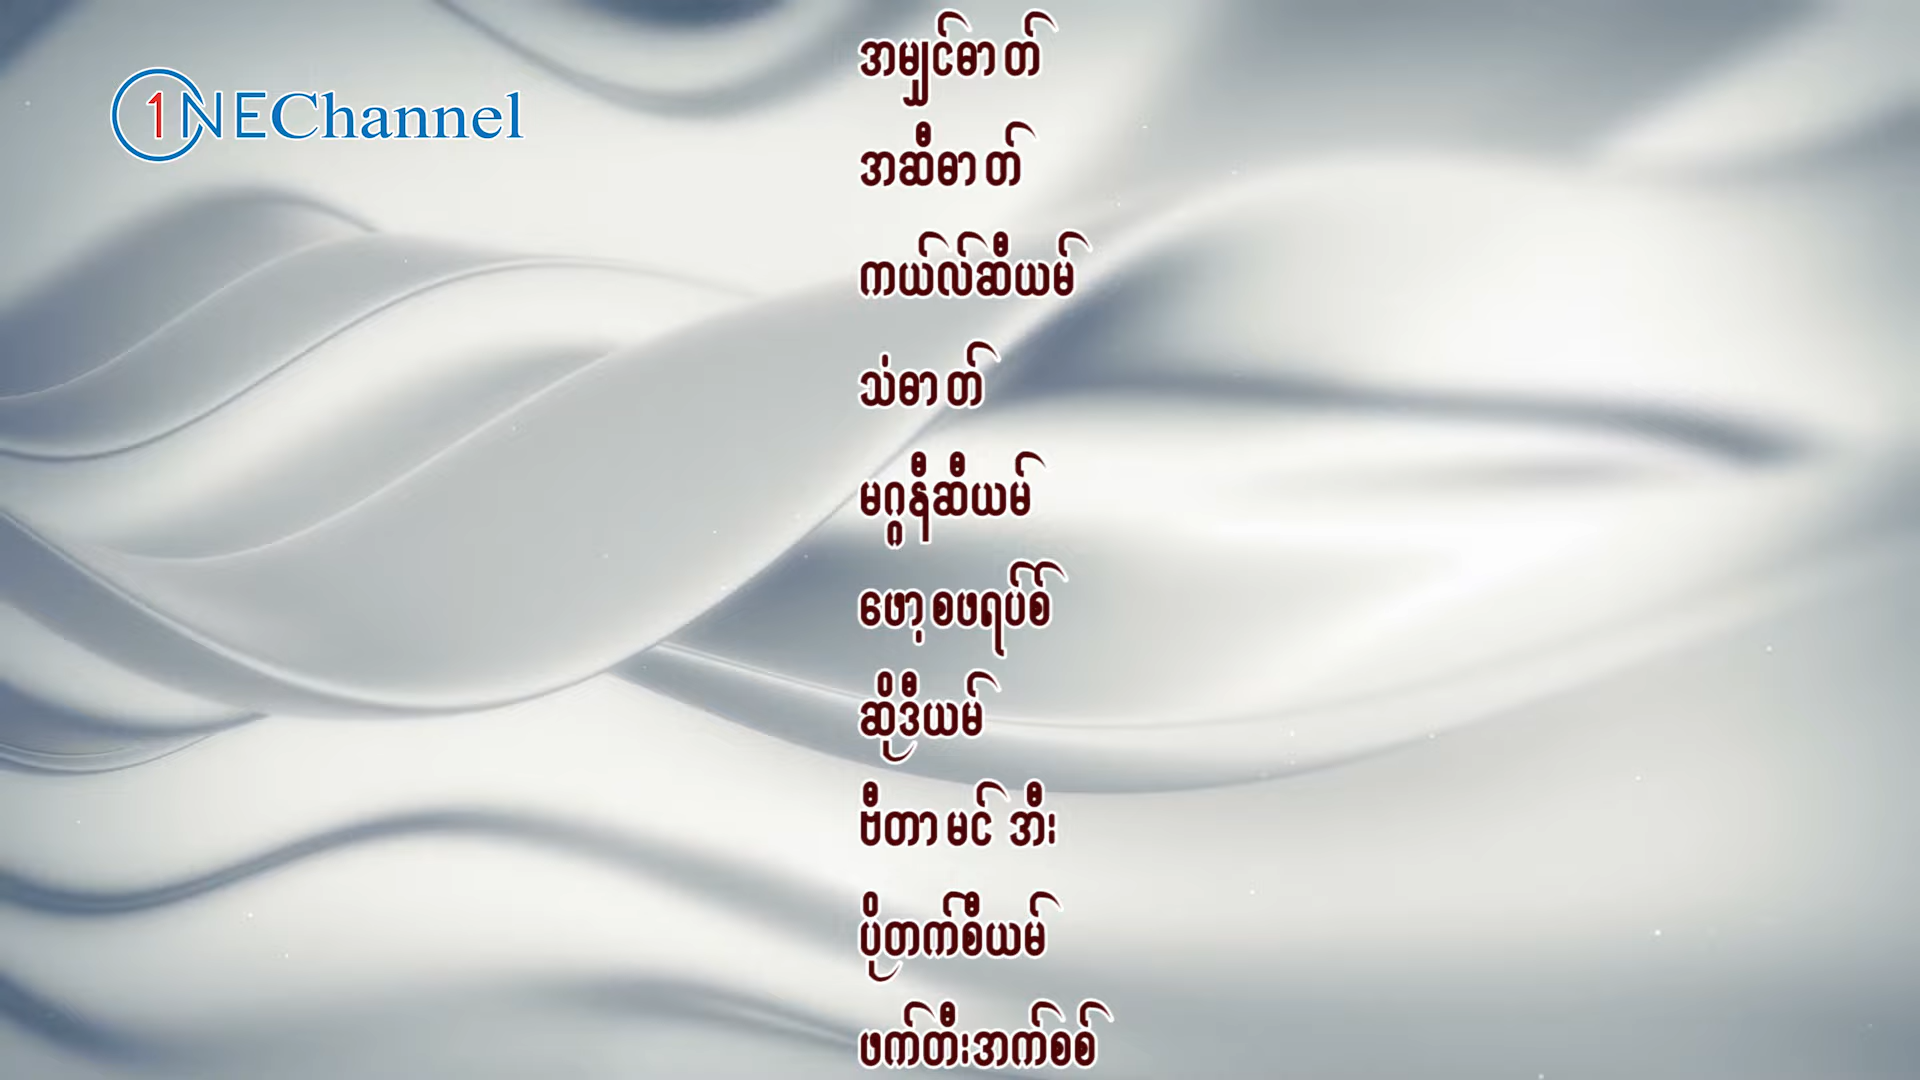 1NEChannel
အမျှင်ဓာတ်
အဆီဓာတ်
ကယ်လ်ဆီယမ်
သံဓာတ်
မဂ္ဂနီဆီယမ်
ဖော့စဖရပ်စ်
ဆိုဒီယမ်
ဗီတာမင် အီး
ပိုတက်စီယမ်
ဖက်တီးအက်စစ်